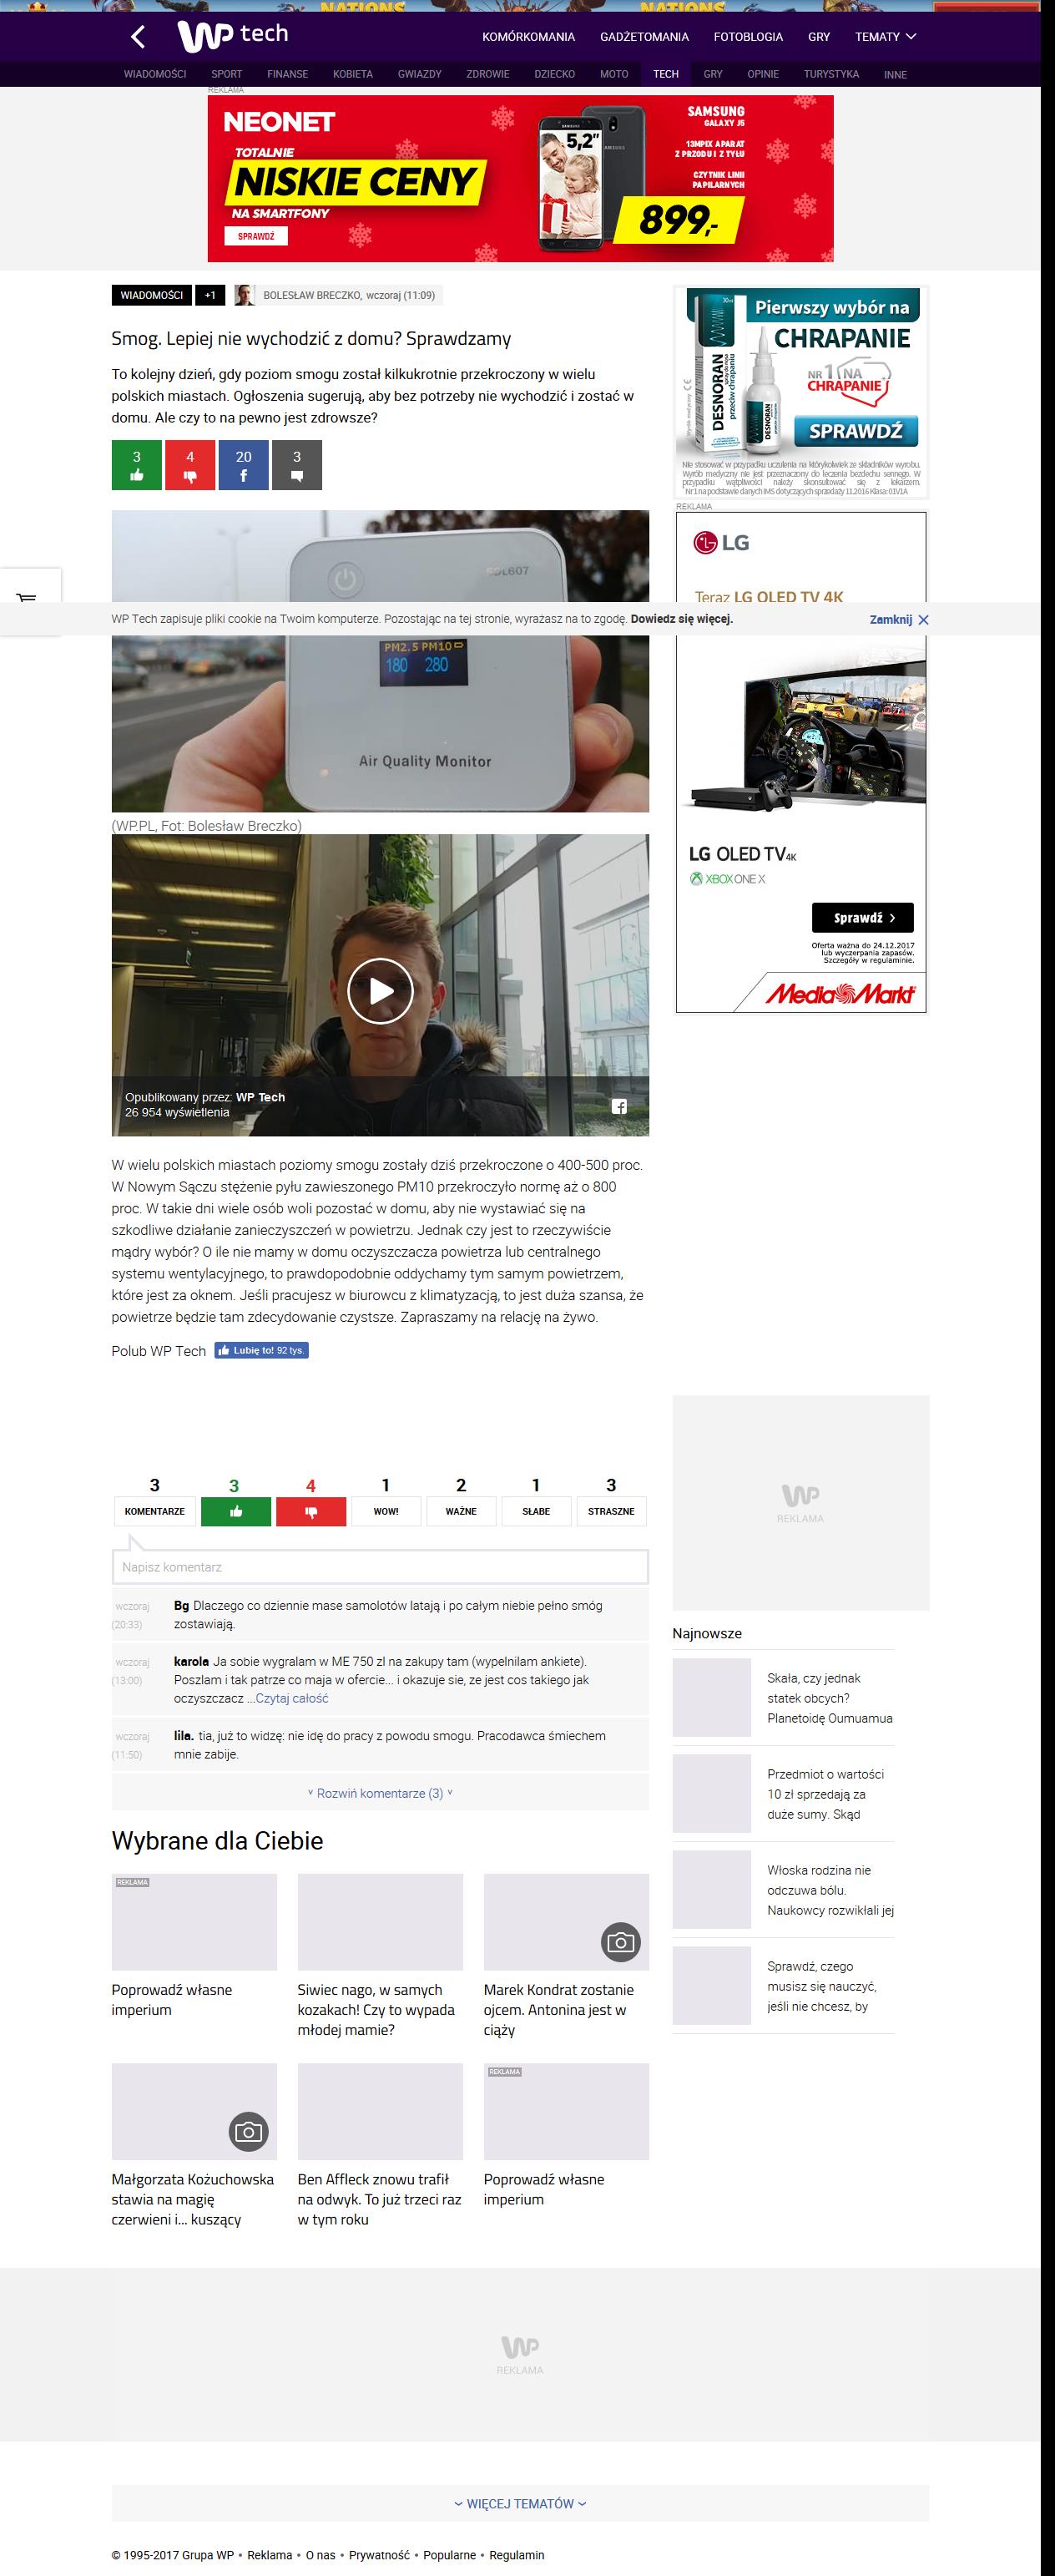 NATIONS
NATIONS
WP tech
KOMÓRKOMANIA GADŻETOMANIA FOTOBLOGIA GRY TEMATY
WIADOMOŚCI SPORT FINANSE KOBIETA GWIAZDY ZDROWIE DZIECKO MOTO TECH GRY OPINIE TURYSTYKA INNE
REKLAMA
NEONET
TOTALNIE
NISKIE CENY
NA SMARTFONY
SPRAWDŹ
5,2"
SAMSUNG
SAMSUNG
SAMSUNG
GALAXY J5
13MPIX APARAT
Z PRZODU I Z TYŁU
CZYTNIK LINII
PAPILARNYCH
899,-
WIADOMOŚCI +1 BOLESŁAW BRECZKO, wczoraj (11:09)
Smog. Lepiej nie wychodzić z domu? Sprawdzamy
To kolejny dzień, gdy poziom smogu został kilkukrotnie przekroczony w wielu
polskich miastach. Ogłoszenia sugerują, aby bez potrzeby nie wychodzić i zostać w
domu. Ale czy to na pewno jest zdrowsze?
3 4 20 3
Pierwszy wybór na
CHRAPANIE
DESNORAN
przeciw chrapaniu
DESNORAN
NR 1 NA
CHRAPANIE
SPRAWDŹ
Nie stosować w przypadku uczulenia na którykolwiek ze składników wyrobu.
Wyrób medyczny nie jest przeznaczony do leczenia bezdechu sennego. W
przypadku wątpliwości należy skonsultować się z lekarzem.
Nr 1 na podstawie danych IMS dotyczących sprzedaży 11.2016 Klasa: 01V1A
REKLAMA
LG
Teraz LG OLED TV 4K
WP Tech zapisuje pliki cookie na Twoim komputerze. Pozostając na tej stronie, wyrażasz na to zgodę. Dowiedz się więcej.
Zamknij
PM2.5 PM10
180 280
Air Quality Monitor
(WP.PL, Fot: Bolesław Breczko)
LG OLED TV 4K
XBOX ONE X
Sprawdź
Oferta ważna do 24.12.2017
lub wyczerpania zapasów.
Szczegóły w regulaminie.
Media Markt
Opublikowany przez: WP Tech
26 954 wyświetlenia
W wielu polskich miastach poziomy smogu zostały dziś przekroczone o 400-500 proc.
W Nowym Sączu stężenie pyłu zawieszonego PM10 przekroczyło normę aż o 800
proc. W takie dni wiele osób woli pozostać w domu, aby nie wystawiać się na
szkodliwe działanie zanieczyszczeń w powietrzu. Jednak czy jest to rzeczywiście
mądry wybór? O ile nie mamy w domu oczyszczacza powietrza lub centralnego
systemu wentylacyjnego, to prawdopodobnie oddychamy tym samym powietrzem,
które jest za oknem. Jeśli pracujesz w biurowcu z klimatyzacją, to jest duża szansa, że
powietrze będzie tam zdecydowanie czystsze. Zapraszamy na relację na żywo.
Polub WP Tech Lubię to! 92 tys.
3 3 4 1 2 1 3
KOMENTARZE WOW! WAŻNE SŁABE STRASZNE
Napisz komentarz
wczoraj (20:33)
Bg Dlaczego co dziennie mase samolotów latają i po całym niebie pełno smóg
zostawiają.
wczoraj (13:00)
karola Ja sobie wygralam w ME 750 zl na zakupy tam (wypelnilam ankiete).
Poszlam i tak patrze co maja w ofercie... i okazuje sie, ze jest cos takiego jak
oczyszczacz ...Czytaj całość
wczoraj (11:50)
lila. tia, już to widzę: nie idę do pracy z powodu smogu. Pracodawca śmiechem
mnie zabije.
Rozwiń komentarze (3)
WP
REKLAMA
Najnowsze
Skała, czy jednak
statek obcych?
Planetoidę Oumuamua
Przedmiot o wartości
10 zł sprzedają za
duże sumy. Skąd
Włoska rodzina nie
odczuwa bólu.
Naukowcy rozwikłali jej
Sprawdź, czego
musisz się nauczyć,
jeśli nie chcesz, by
Wybrane dla Ciebie
REKLAMA
Poprowadź własne
imperium
Siwiec nago, w samych
kozakach! Czy to wypada
młodej mamie?
Marek Kondrat zostanie
ojcem. Antonina jest w
ciąży
Małgorzata Kożuchowska
stawia na magię
czerwieni i... kuszący
Ben Affleck znowu trafił
na odwyk. To już trzeci raz
w tym roku
REKLAMA
Poprowadź własne
imperium
WP
REKLAMA
WIĘCEJ TEMATÓW
© 1995-2017 Grupa WP • Reklama • O nas • Prywatność • Popularne • Regulamin